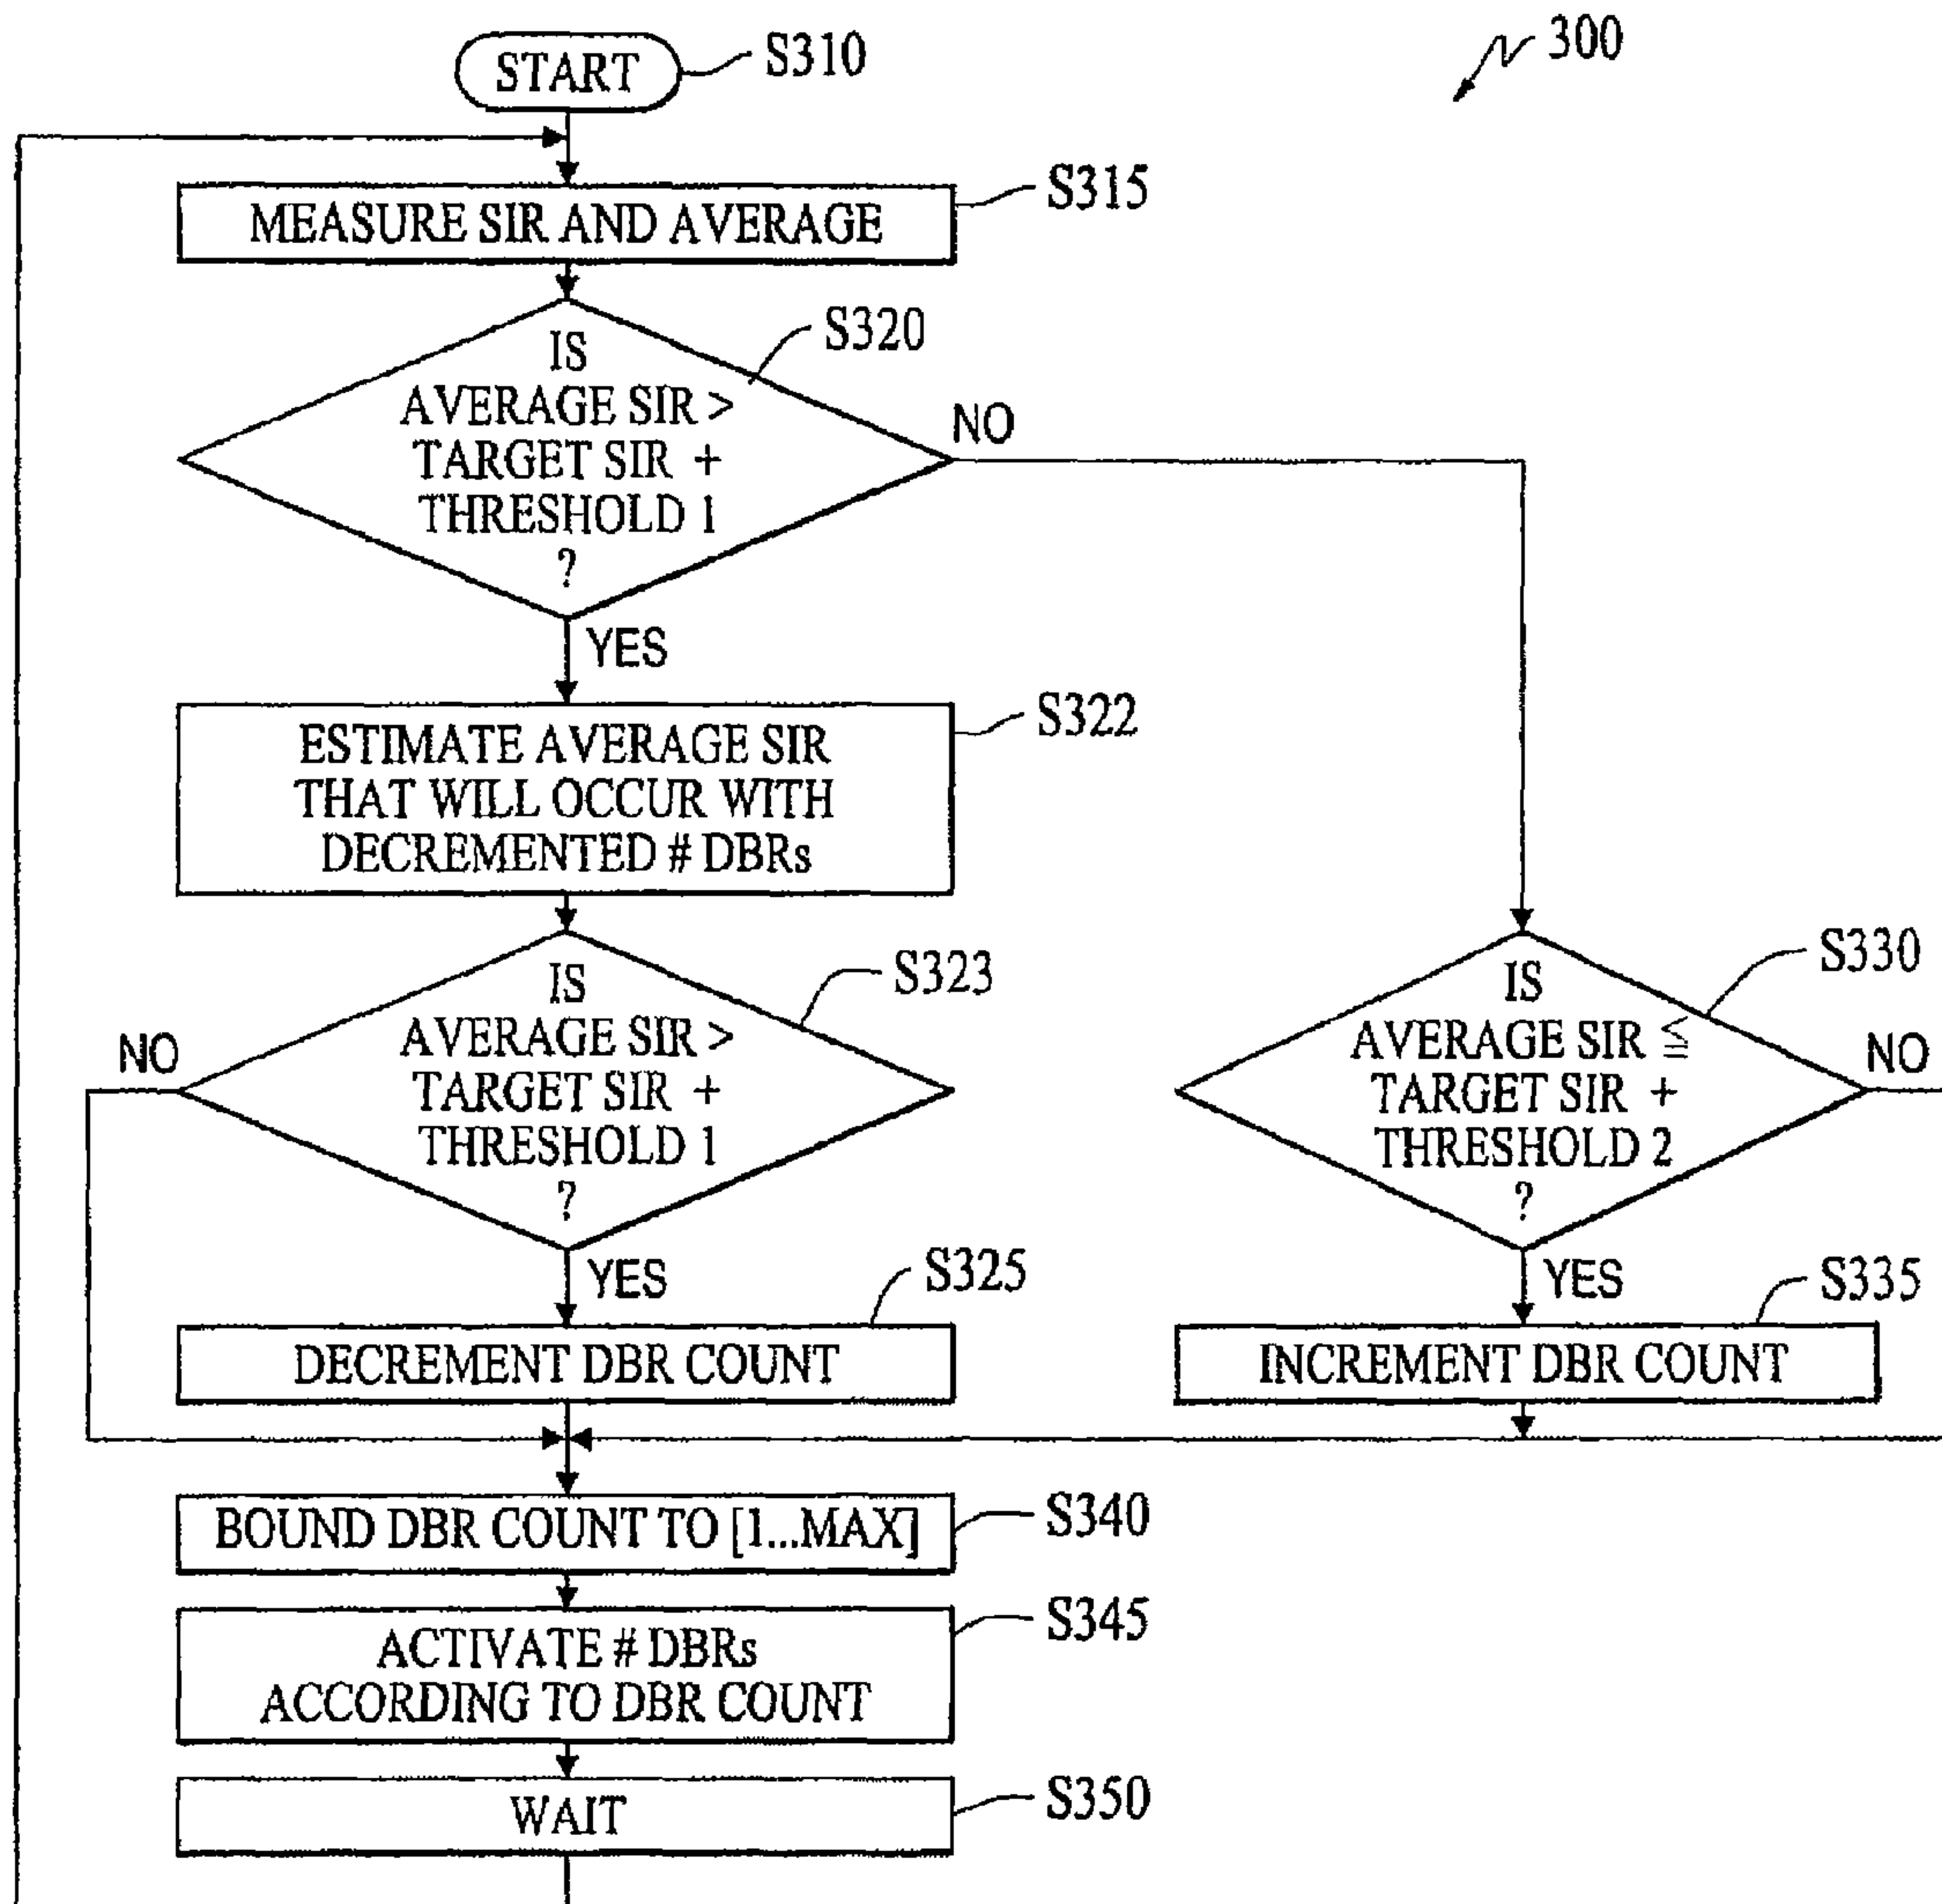 START
S310
300
MEASURE SIR AND AVERAGE
S315
IS
AVERAGE SIR >
TARGET SIR +
THRESHOLD 1
?
S320
NO
YES
ESTIMATE AVERAGE SIR
THAT WILL OCCUR WITH
DECREMENTED # DBRs
S322
IS
AVERAGE SIR >
TARGET SIR +
THRESHOLD 1
?
S323
NO
YES
IS
AVERAGE SIR ≦
TARGET SIR +
THRESHOLD 2
?
S330
NO
YES
DECREMENT DBR COUNT
S325
INCREMENT DBR COUNT
S335
BOUND DBR COUNT TO [1...MAX]
S340
ACTIVATE # DBRs
ACCORDING TO DBR COUNT
S345
WAIT
S350